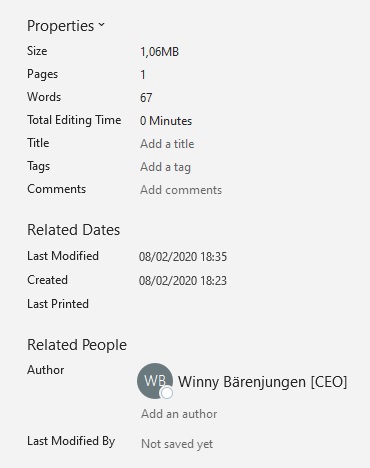 Properties
Size 1,06MB
Pages 1
Words 67
Total Editing Time 0 Minutes
Title Add a title
Tags Add a tag
Comments Add comments
Related Dates
Last Modified 08/02/2020 18:35
Created 08/02/2020 18:23
Last Printed
Related People
Author
WB Winny Bärenjungen [CEO]
Add an author
Last Modified By Not saved yet